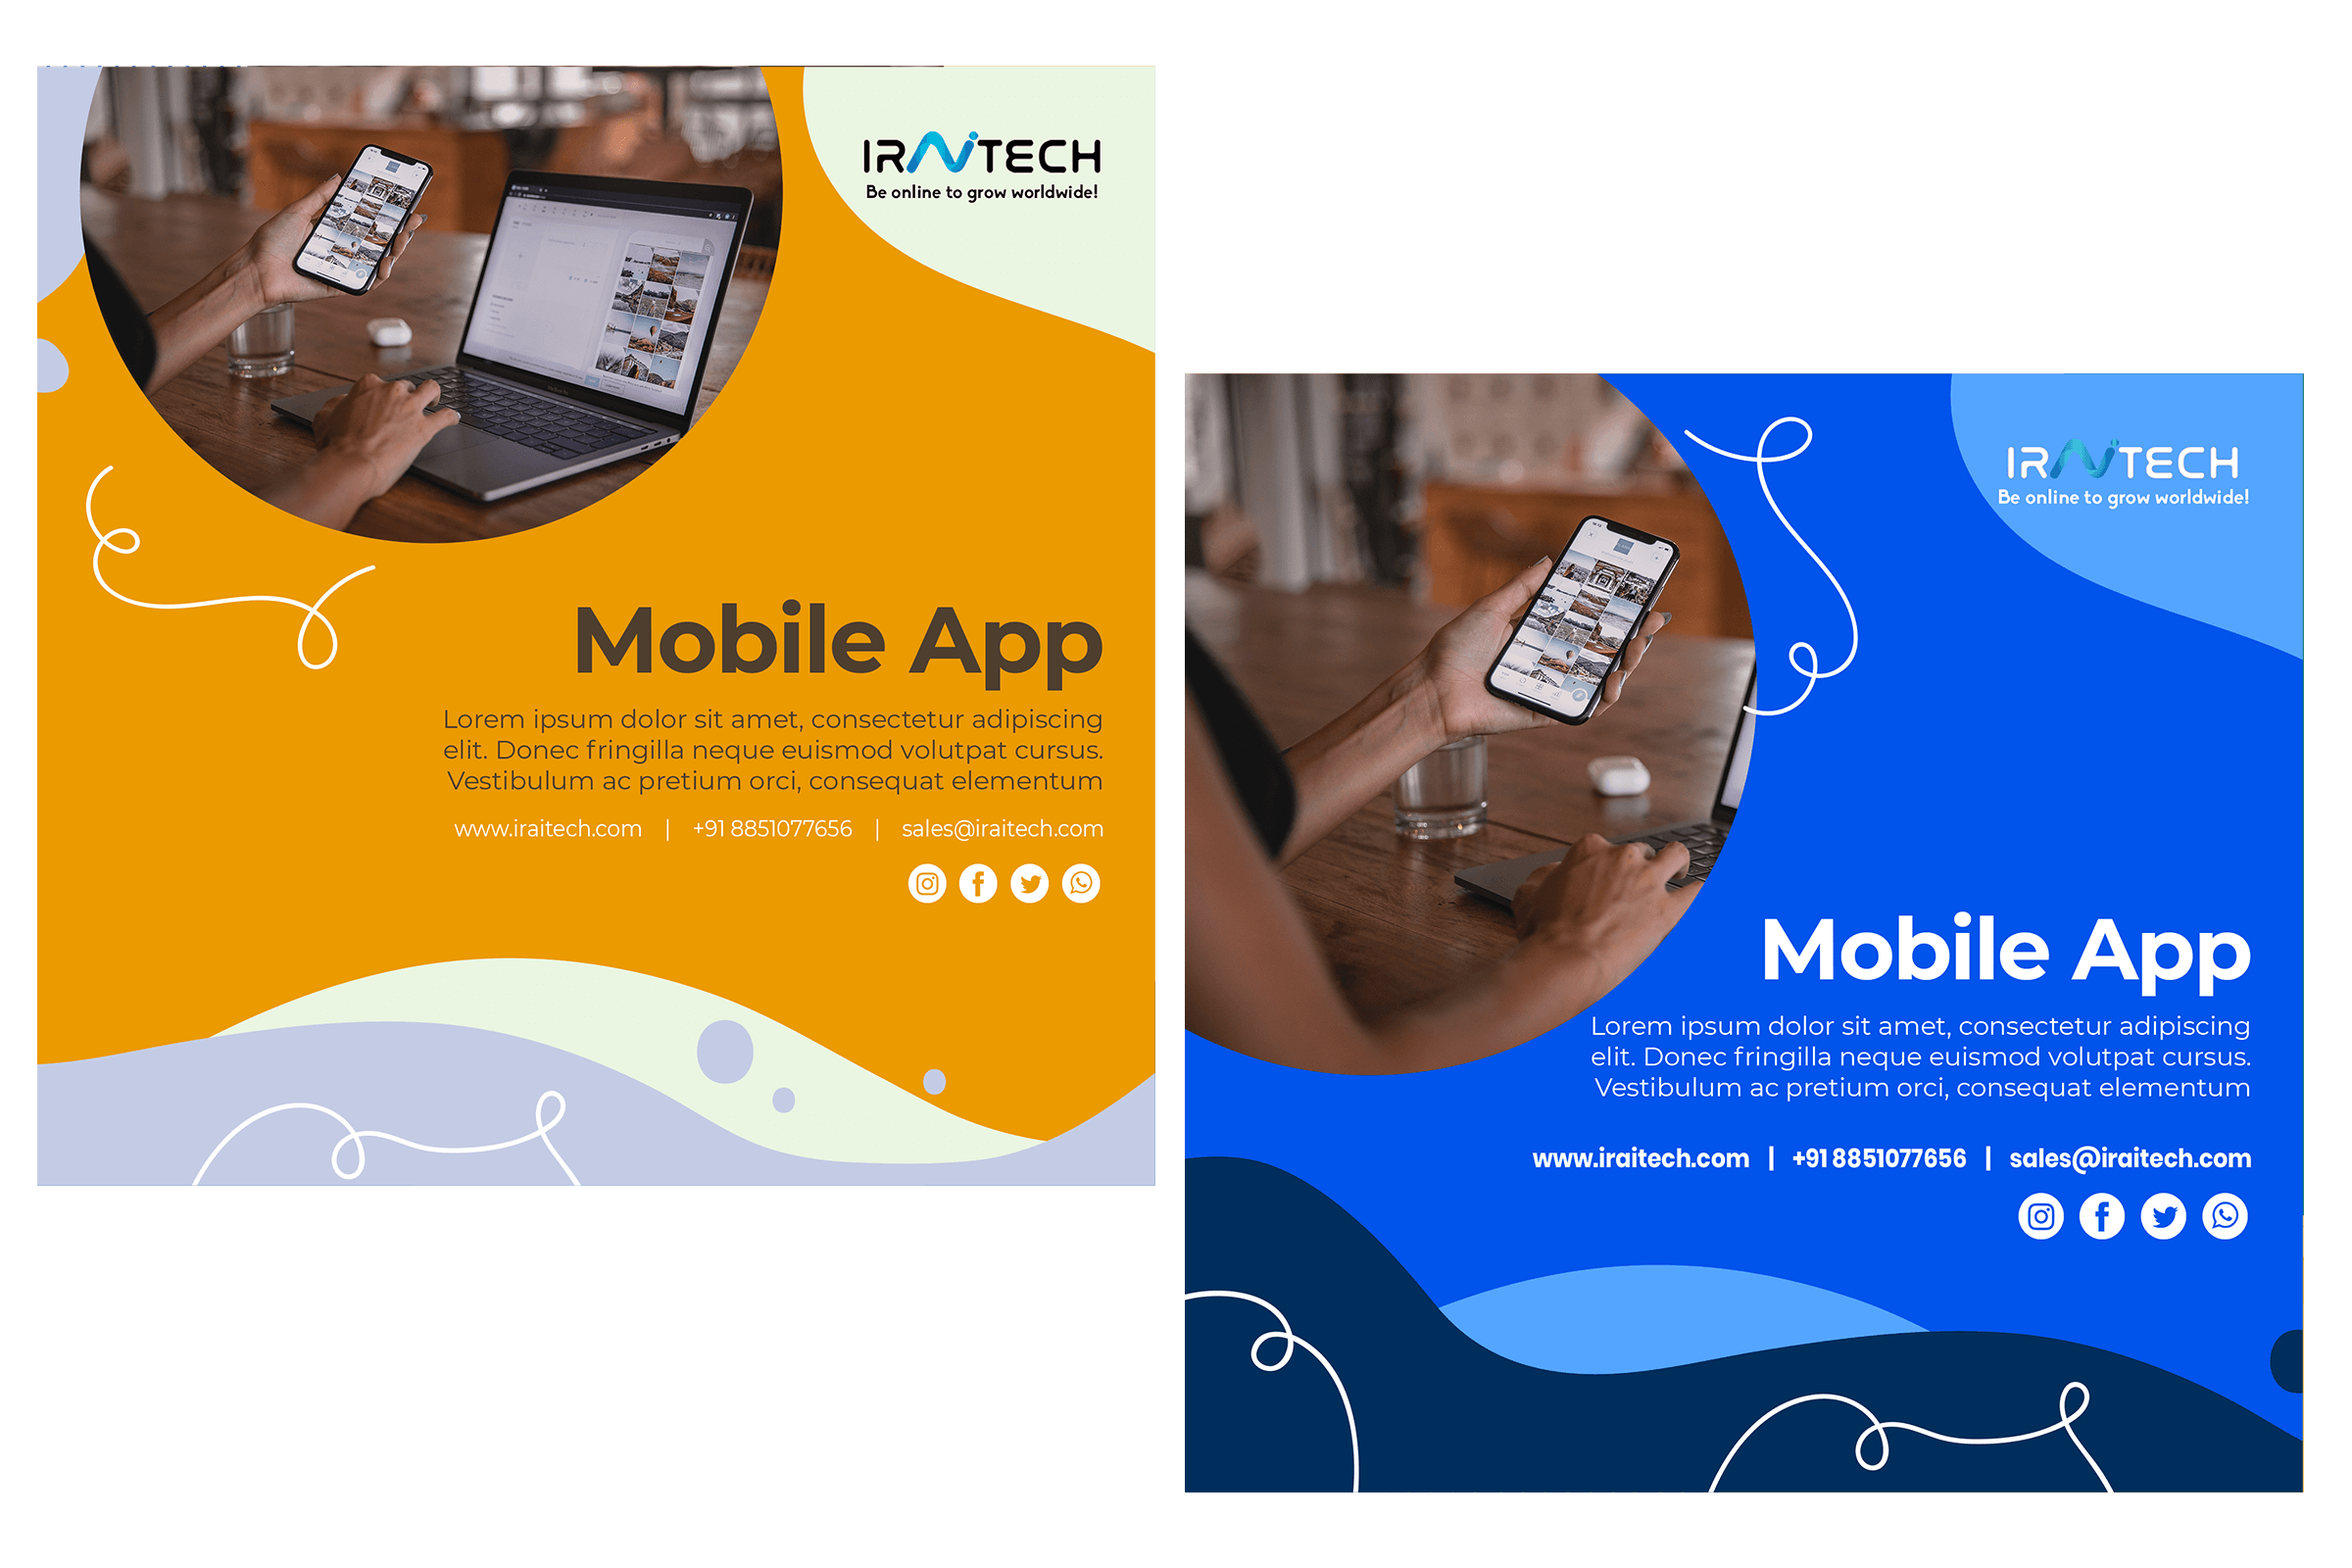 IRAITECH
Be online to grow worldwide!
Mobile App
Lorem ipsum dolor sit amet, consectetur adipiscing
elit. Donec fringilla neque euismod volutpat cursus.
Vestibulum ac pretium orci, consequat elementum
www.iraitech.com | +91 8851077656 | sales@iraitech.com
IRAITECH
Be online to grow worldwide!
Mobile App
Lorem ipsum dolor sit amet, consectetur adipiscing
elit. Donec fringilla neque euismod volutpat cursus.
Vestibulum ac pretium orci, consequat elementum
www.iraitech.com | +91 8851077656 | sales@iraitech.com